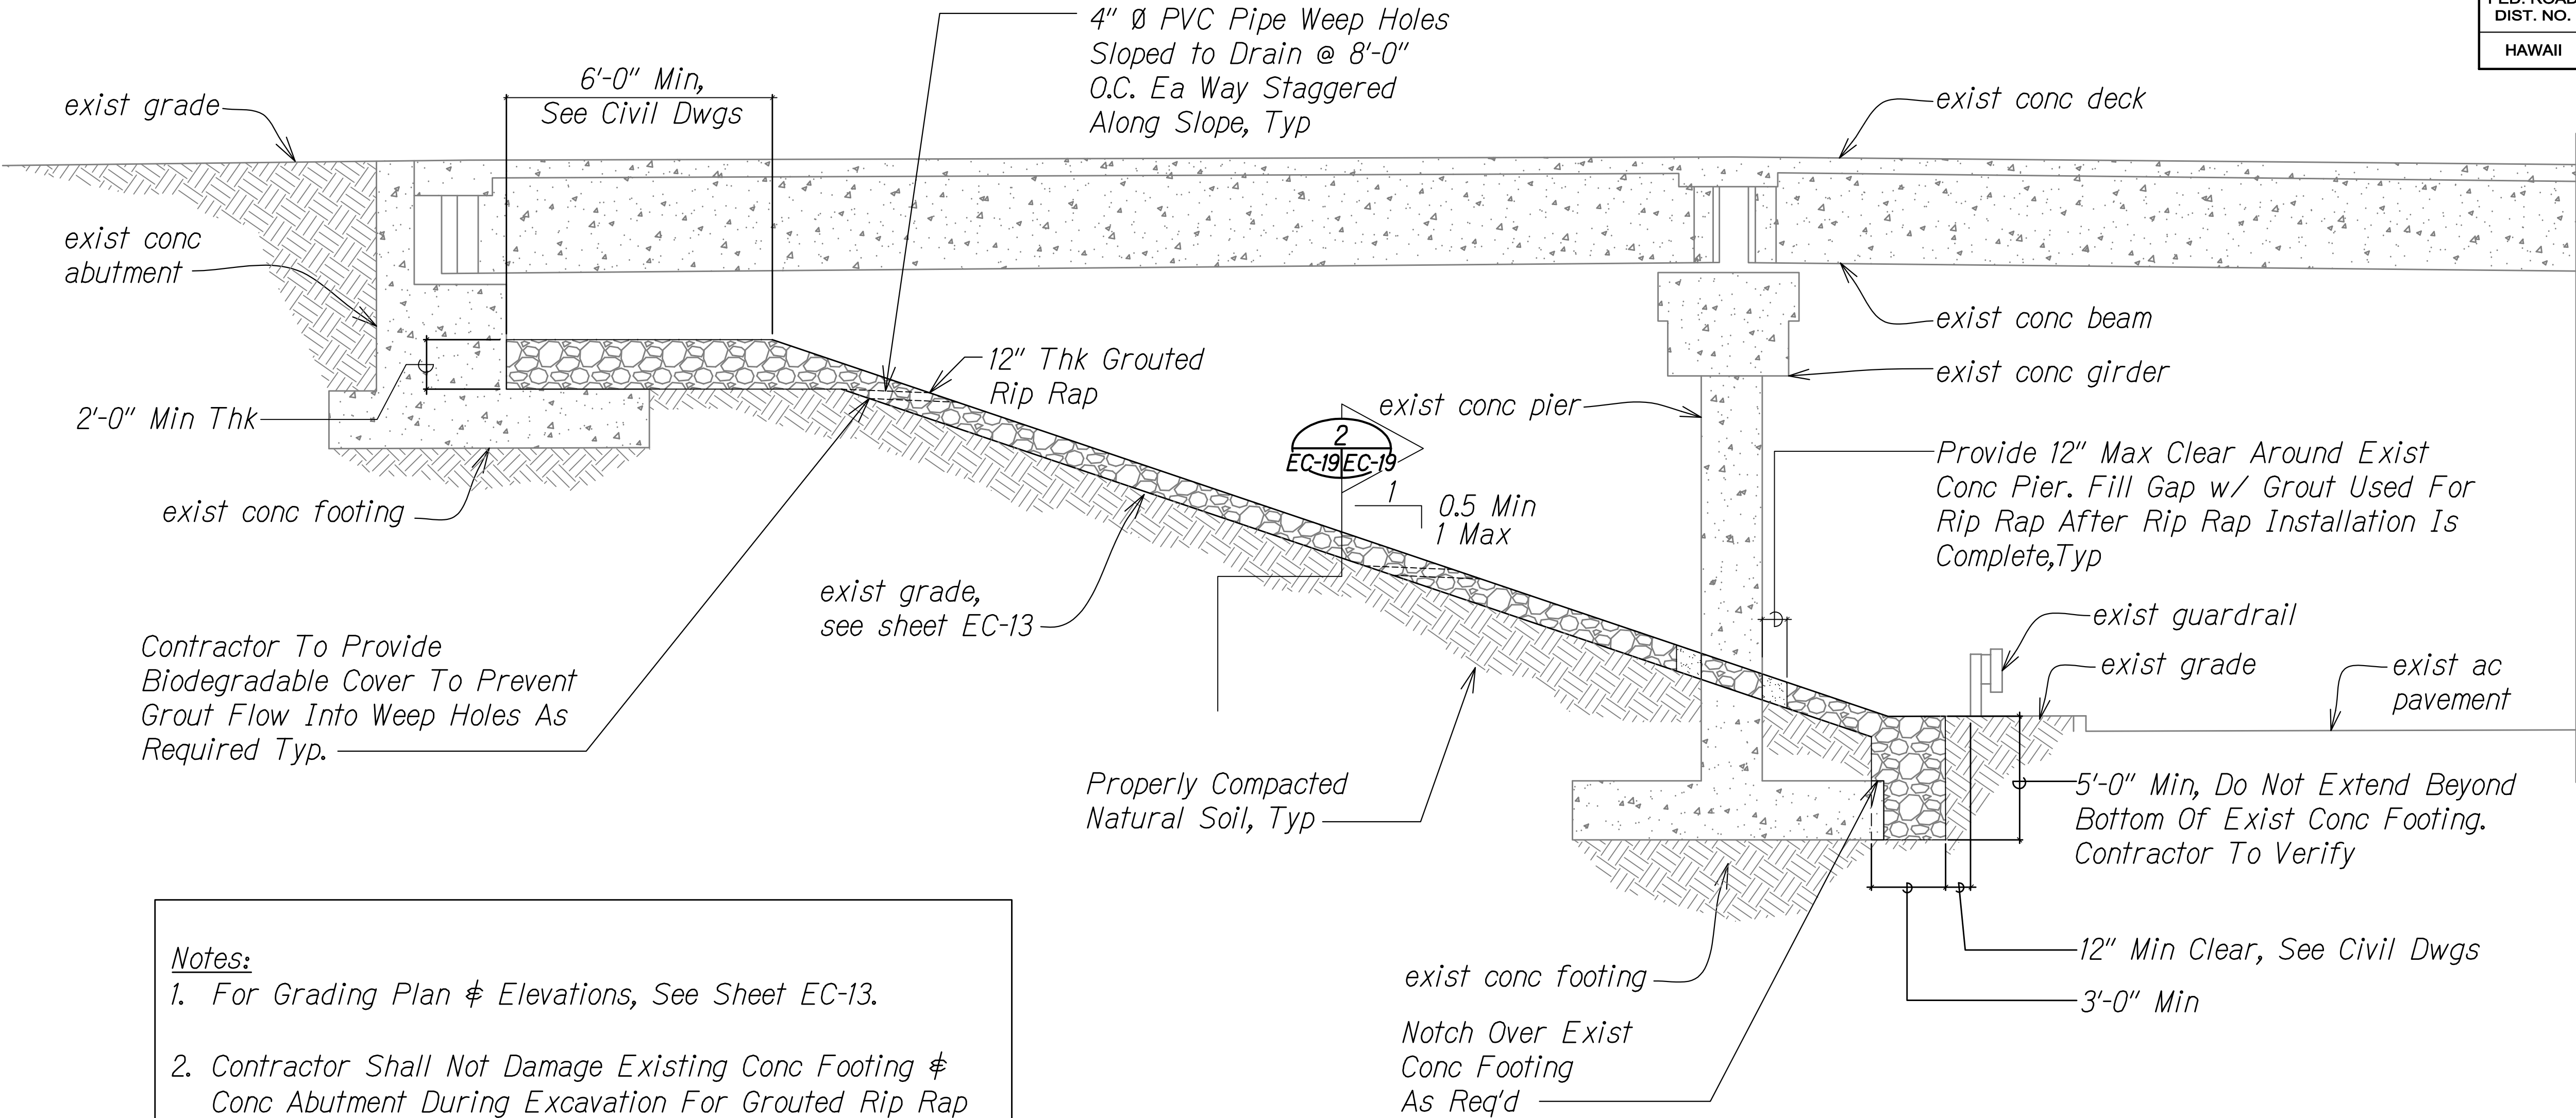 FED. ROAD
DIST. NO.
HAWAII
4" Ø PVC Pipe Weep Holes
Sloped to Drain @ 8'-0"
O.C. Ea Way Staggered
Along Slope, Typ
6'-0" Min,
See Civil Dwgs
exist grade
exist conc deck
exist conc
abutment
exist conc beam
12" Thk Grouted
Rip Rap
exist conc girder
2'-0" Min Thk
exist conc pier
2
EC-19 EC-19
1
0.5 Min
1 Max
Provide 12" Max Clear Around Exist
Conc Pier. Fill Gap w/ Grout Used For
Rip Rap After Rip Rap Installation Is
Complete,Typ
exist conc footing
exist grade,
see sheet EC-13
exist guardrail
exist grade
exist ac
pavement
Contractor To Provide
Biodegradable Cover To Prevent
Grout Flow Into Weep Holes As
Required Typ.
Properly Compacted
Natural Soil, Typ
5'-0" Min, Do Not Extend Beyond
Bottom Of Exist Conc Footing.
Contractor To Verify
12" Min Clear, See Civil Dwgs
3'-0" Min
exist conc footing
Notch Over Exist
Conc Footing
As Req'd
Notes:
1. For Grading Plan & Elevations, See Sheet EC-13.
2. Contractor Shall Not Damage Existing Conc Footing &
Conc Abutment During Excavation For Grouted Rip Rap